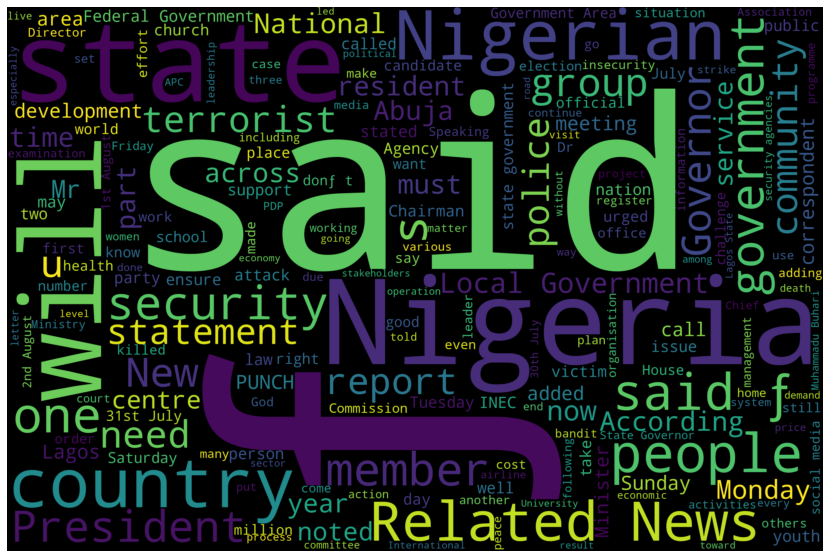 live
Director
Federal Government
area
effort
church
National
called
Government Area
situation
Association
public
led
political
especially
set
APC
leadership
case
three
make
candidate
election
insecurity
go
road
strike
programme
state
Nigerian
resident
July
continue
official
development
terrorist
media
Abuja
stated
Speaking
group
meeting
visit
Dr
Governor
service
community
government
security agencies
world
time
examination
Friday
including
place
across
Agency
want
must
state government
police
nation
without
register
information
project
challenge
correspondent
1st August
part
Mr
may
two
women
school
support
PDP
donƒ t
working
going
economy
Chairman
matter
various
say
s
urged
office
way
among
Lagos State
use
adding
death
will
said
u
health
first
know
work
done
number
party
made
ensure
attack
due
stakeholders
operation
good
told
even
leader
Local Government
organisation
30th July
plan
Chief
management
Muhammadu Buhari
security
letter
Ministry
level
2nd August
statement
killed
law
right
God
PUNCH
New
report
call
issue
victim
House
Nigeria
one
court
31st July
centre
need
Commission
Tuesday
INEC
end
added
now
said
ƒ
home
demand
system
still
price
According
State Governor
bandit
Lagos
order
Saturday
many
person
sector
member
cost
airline
following
take
people
country
year
come
action
day
another
well
University
Minister
Sunday
economic
Monday
activities
every
social media
President
put
million
process
committee
noted
International
peace
Related News
result
toward
youth
others
ƒ